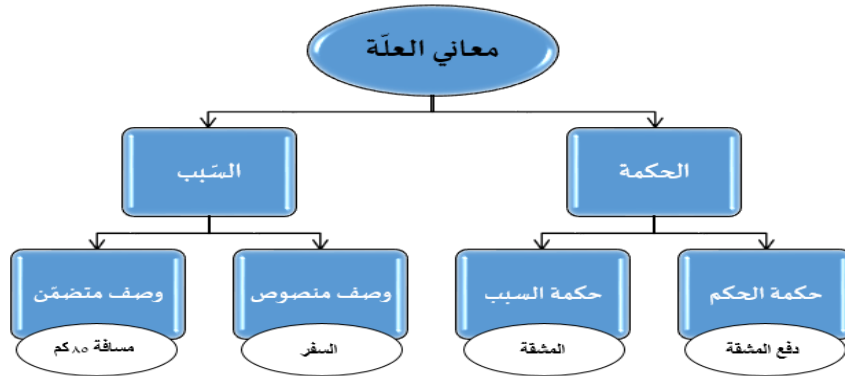 معاني العلّة
الحكمة
السّبب
حكمة الحكم
حكمة السبب
وصف منصوص
وصف متضمّن
دفع المشقة
المشقة
السفر
مسافة ٨٥ كم